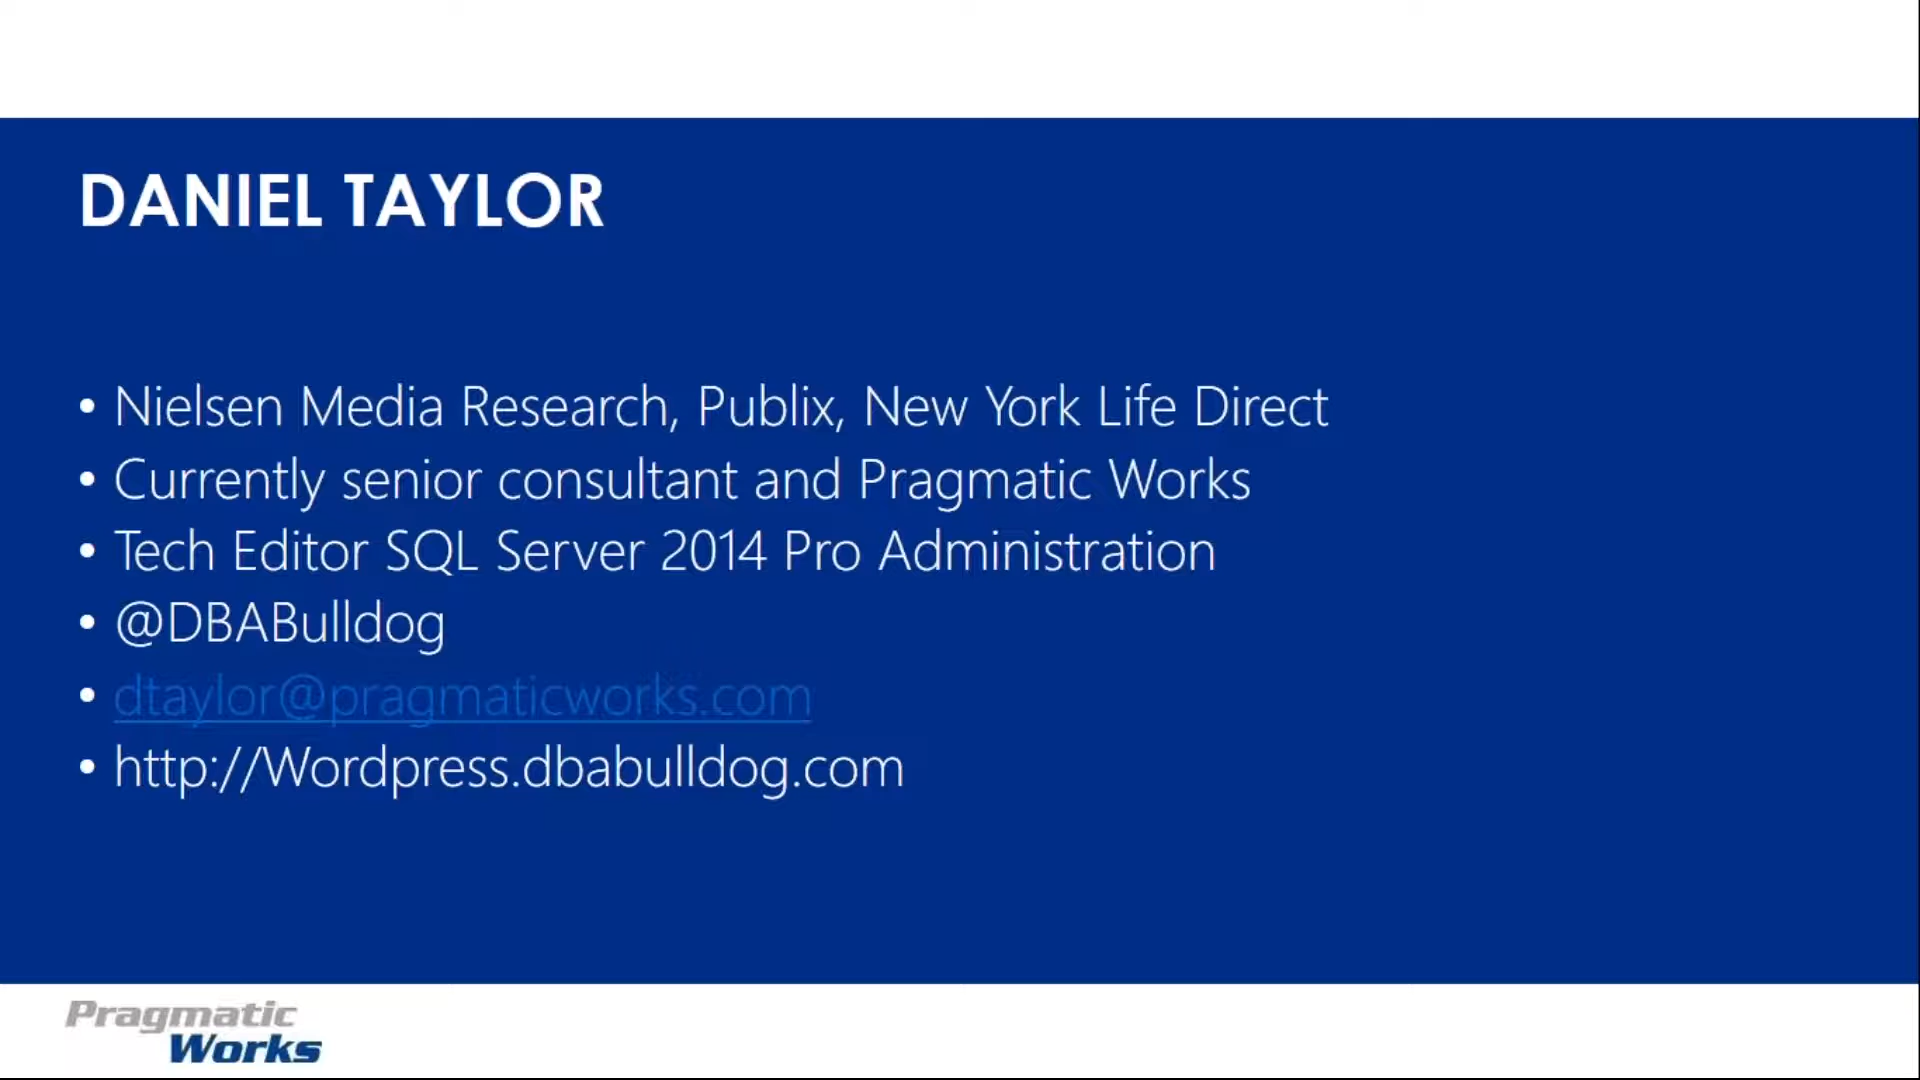 DANIEL TAYLOR
• Nielsen Media Research, Publix, New York Life Direct
• Currently senior consultant and Pragmatic Works
• Tech Editor SQL Server 2014 Pro Administration
• @DBABulldog
• dtaylor@pragmaticworks.com
• http://Wordpress.dbabulldog.com
Pragmatic
Works